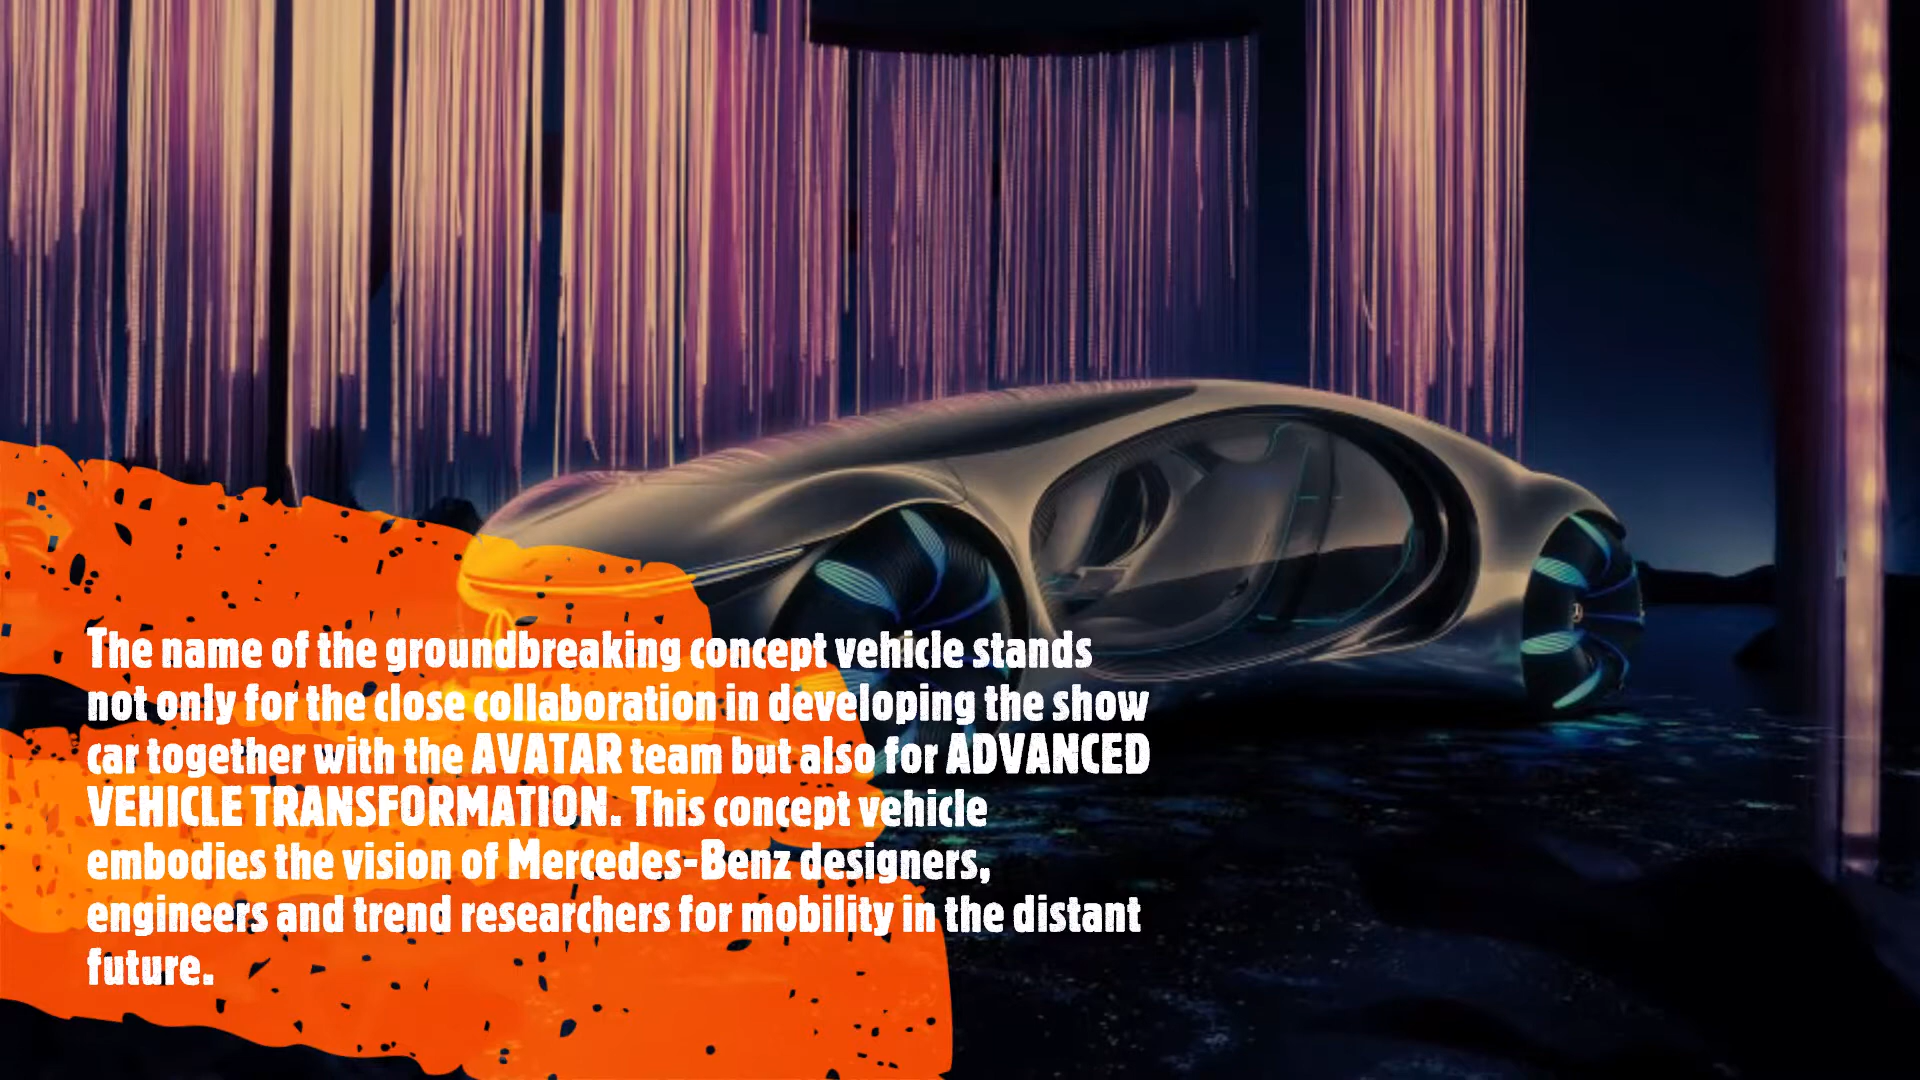 The name of the groundbreaking concept vehicle stands
not only for the close collaboration in developing the show
car together with the AVATAR team but also for ADVANCED
VEHICLE TRANSFORMATION. This concept vehicle
embodies the vision of Mercedes-Benz designers,
engineers and trend researchers for mobility in the distant
future.